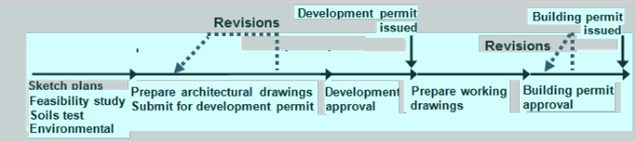 Development permit
issued
Revisions
Building permit
issued
Revisions
Sketch plans
Feasibility study
Soils test
Environmental
Prepare architectural drawings
Submit for development permit
Development
approval
Prepare working
drawings
Building permit
approval